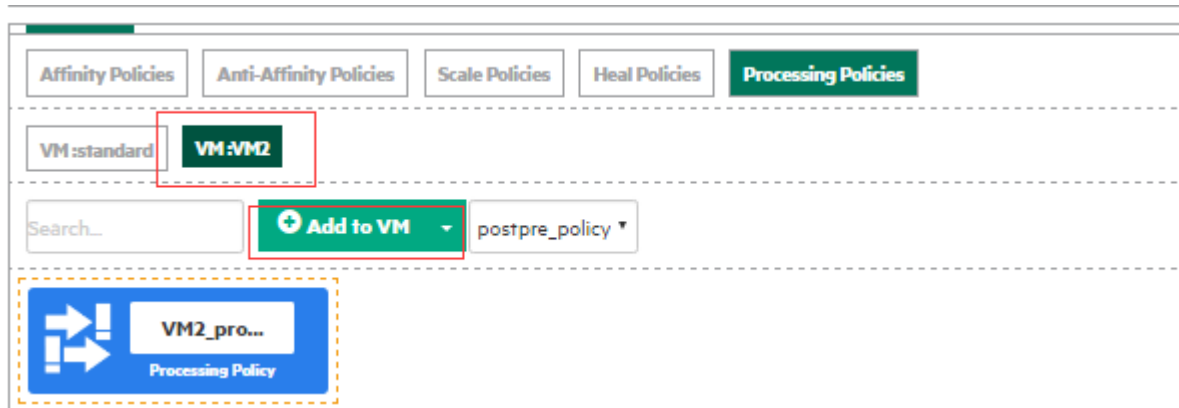 Affinity Policies Anti-Affinity Policies Scale Policies Heal Policies Processing Policies
VM :standard VM :VM2
Search... Add to VM postpre_policy
VM2_pro...
Processing Policy